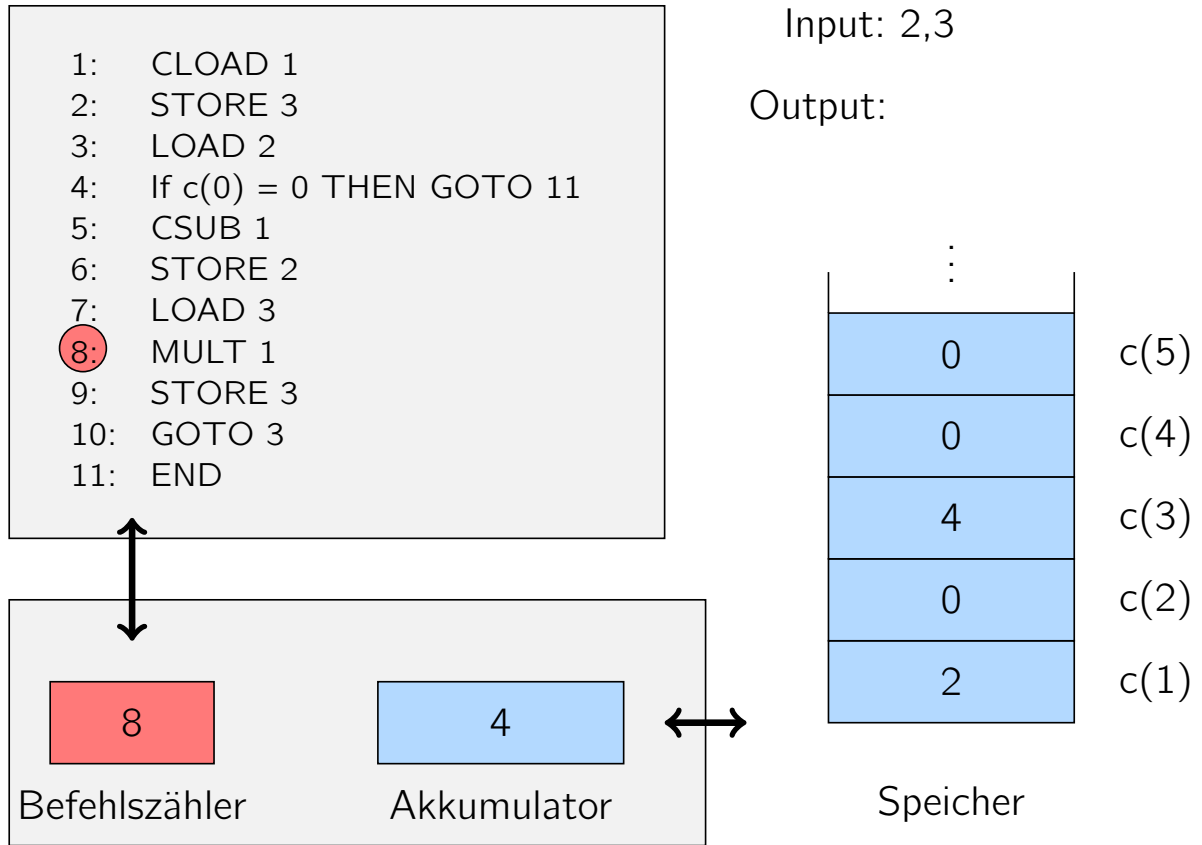 1: CLOAD 1
2: STORE 3
3: LOAD 2
4: If c(0) = 0 THEN GOTO 11
5: CSUB 1
6: STORE 2
7: LOAD 3
8: MULT 1
9: STORE 3
10: GOTO 3
11: END
Input: 2,3
Output:
⋮
0 c(5)
0 c(4)
4 c(3)
0 c(2)
2 c(1)
Speicher
8
Befehlszähler
4
Akkumulator